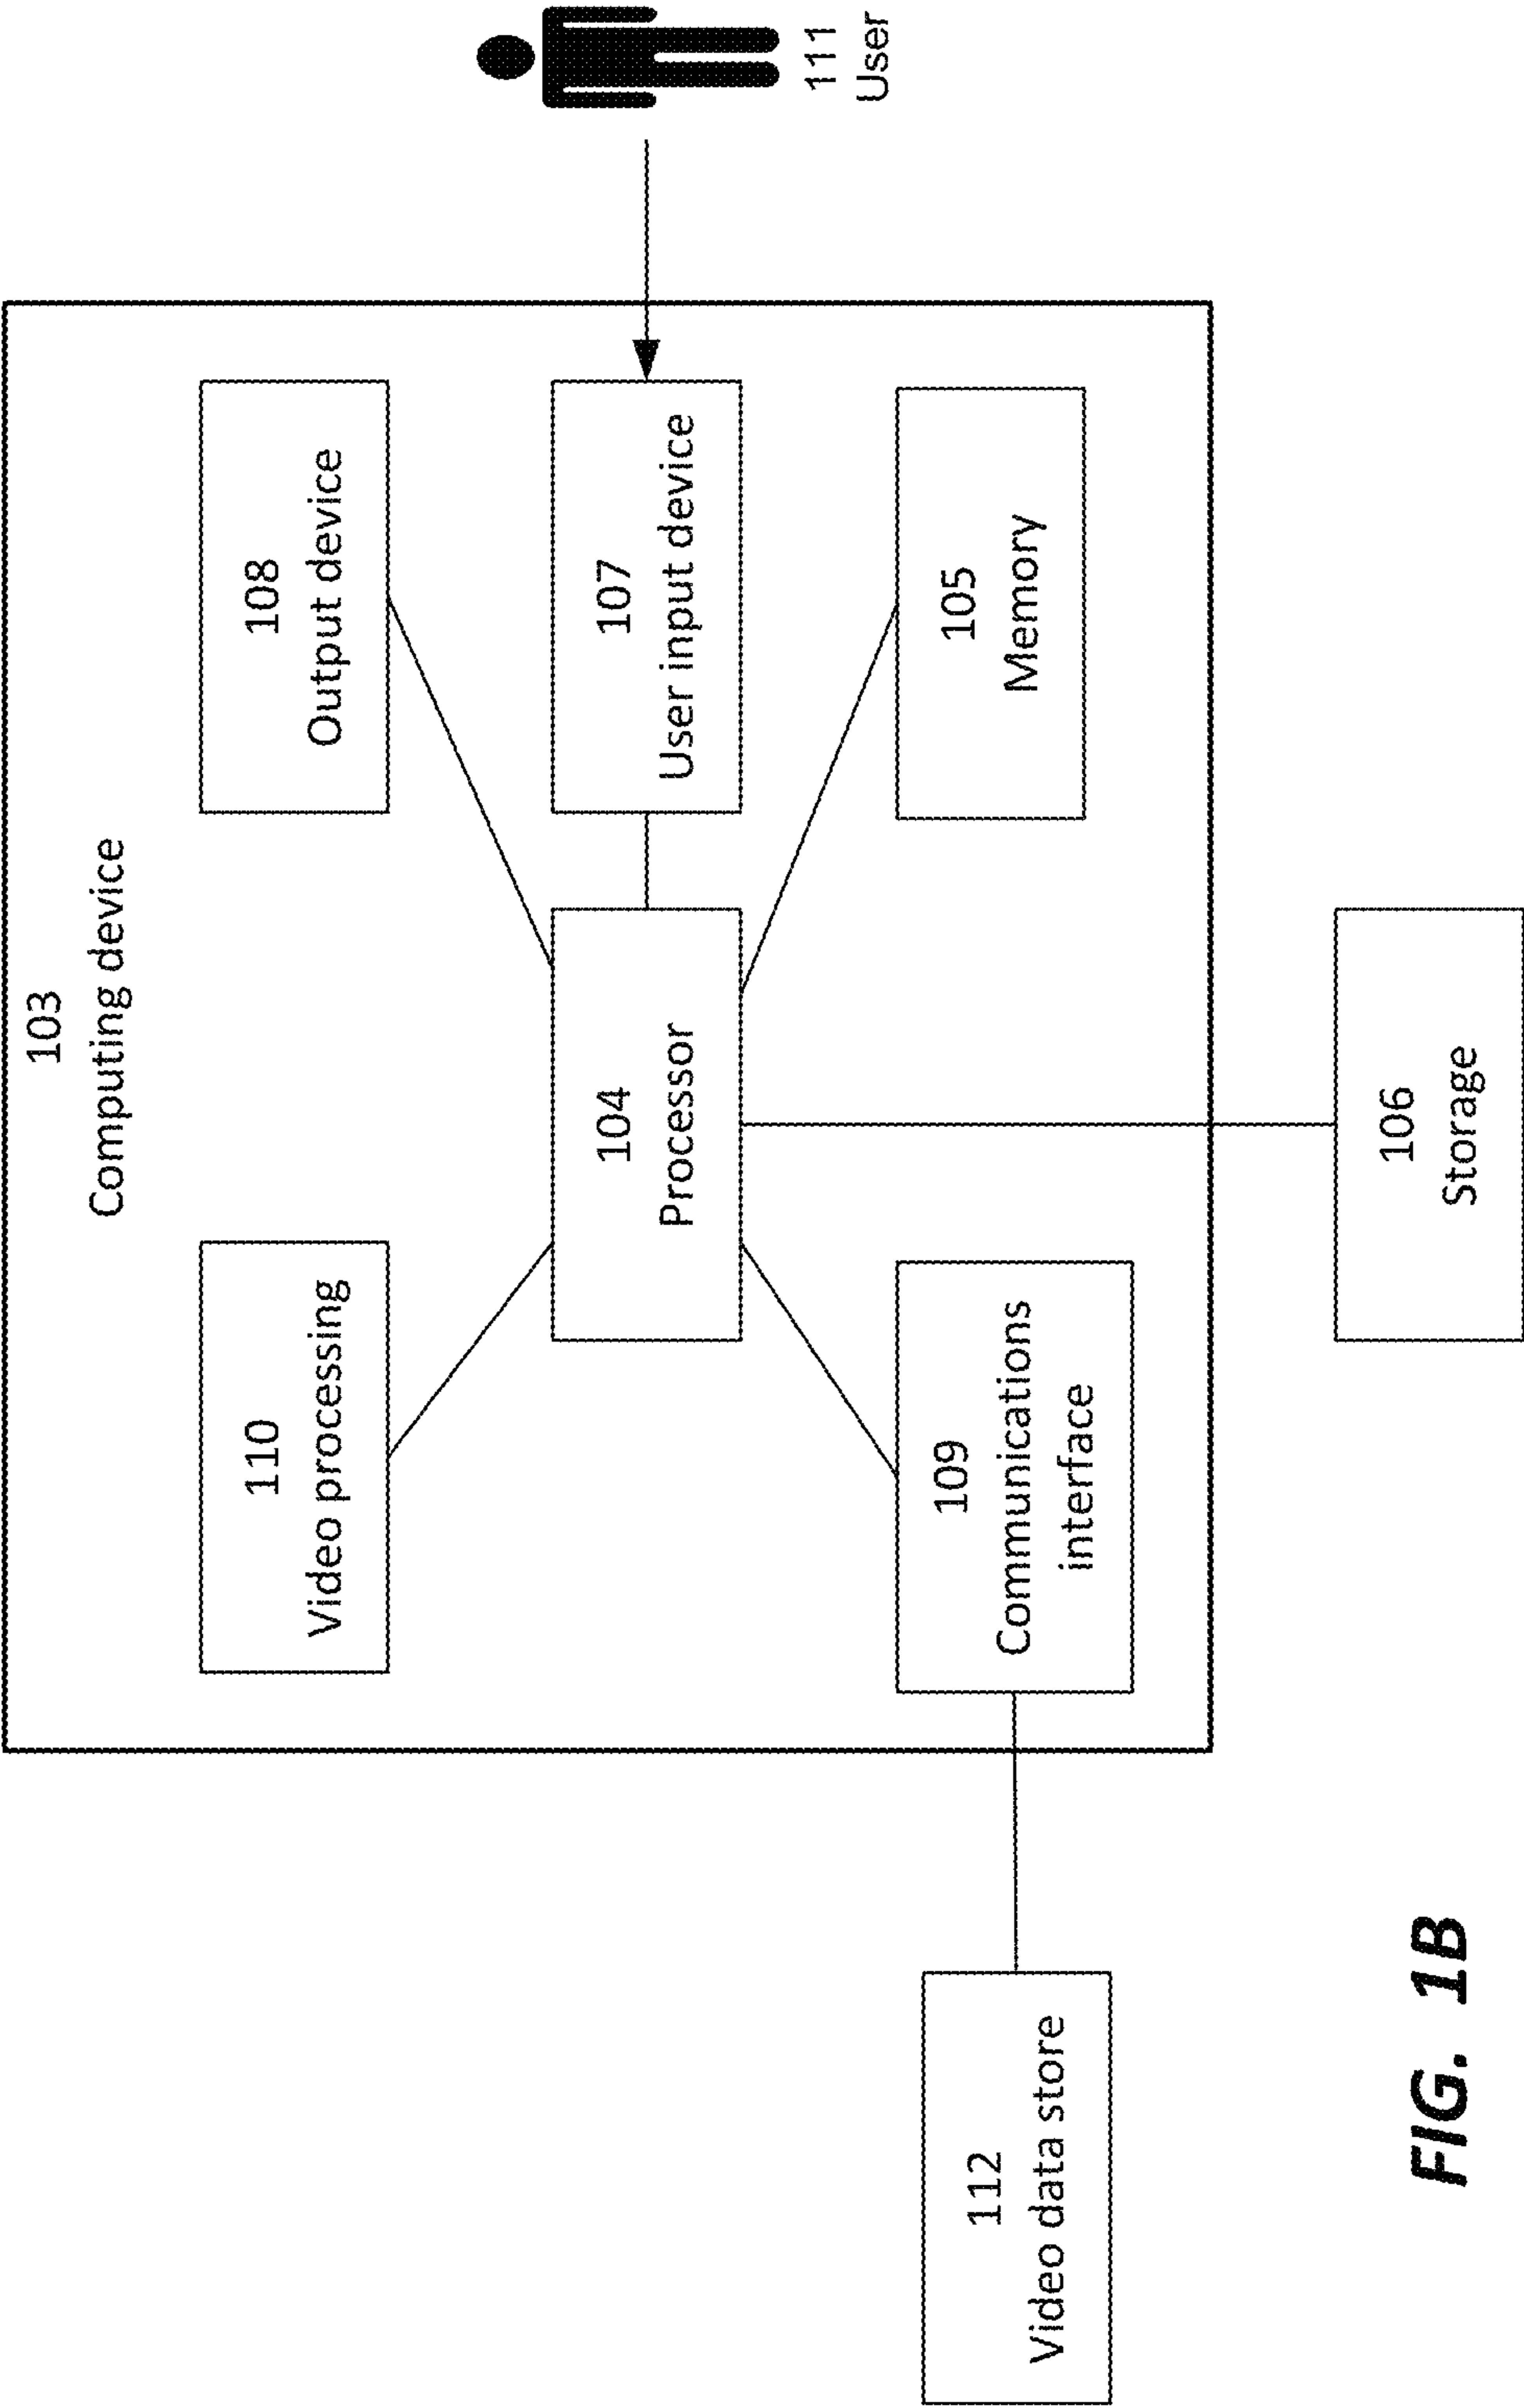 103
Computing device
110
Video processing
108
Output device
104
Processor
107
User input device
111
User
109
Communications
interface
105
Memory
112
Video data store
106
Storage
FIG. 1B